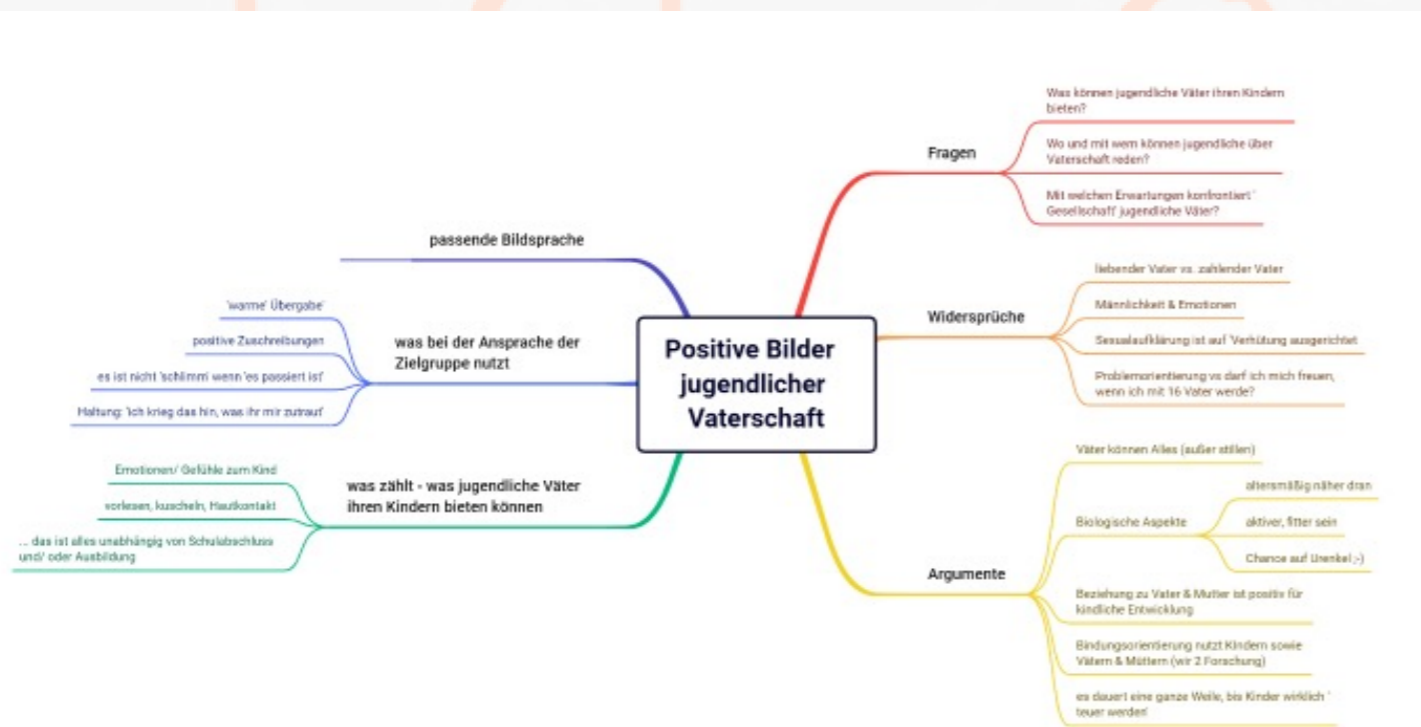 Positive Bilder
jugendlicher
Vaterschaft
Fragen
Was können jugendliche Väter ihren Kindern
bieten?
Wo und mit wem können jugendliche über
Vaterschaft reden?
Mit welchen Erwartungen konfrontiert '
Gesellschaft' jugendliche Väter?
Widersprüche
liebender Vater vs. zahlender Vater
Männlichkeit & Emotionen
Sexualaufklärung ist auf 'Verhütung ausgerichtet
Problemorientierung vs darf ich mich freuen,
wenn ich mit 16 Vater werde?
Argumente
Väter können Alles (außer stillen)
Biologische Aspekte
altersmäßig näher dran
aktiver, fitter sein
Chance auf Urenkel ;-)
Beziehung zu Vater & Mutter ist positiv für
kindliche Entwicklung
Bindungsorientierung nutzt Kindern sowie
Vätern & Müttern (wir 2 Forschung)
es dauert eine ganze Weile, bis Kinder wirklich '
teuer werden'
passende Bildsprache
was bei der Ansprache der
Zielgruppe nutzt
'warme' Übergabe'
positive Zuschreibungen
es ist nicht 'schlimm wenn 'es passiert ist'
Haltung: 'ich krieg das hin, was ihr mir zutraut'
was zählt - was jugendliche Väter
ihren Kindern bieten können
Emotionen/ Gefühle zum Kind
vorlesen, kuscheln, Hautkontakt
... das ist alles unabhängig von Schulabschluss
und/ oder Ausbildung